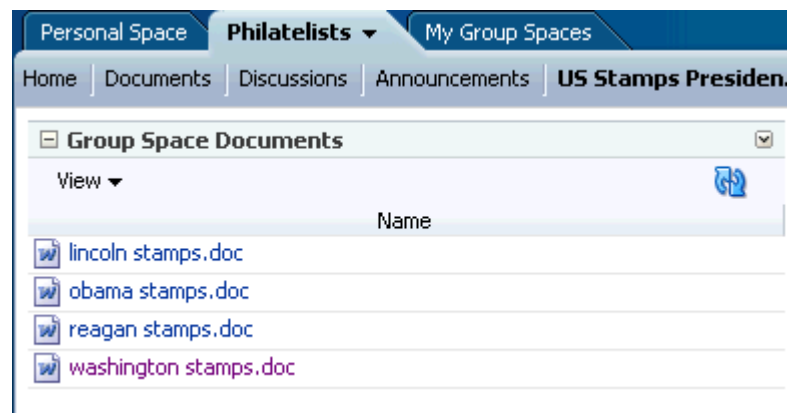 Personal Space Philatelists My Group Spaces
Home Documents Discussions Announcements US Stamps Presiden.
Group Space Documents
View
Name
lincoln stamps.doc
obama stamps.doc
reagan stamps.doc
washington stamps.doc